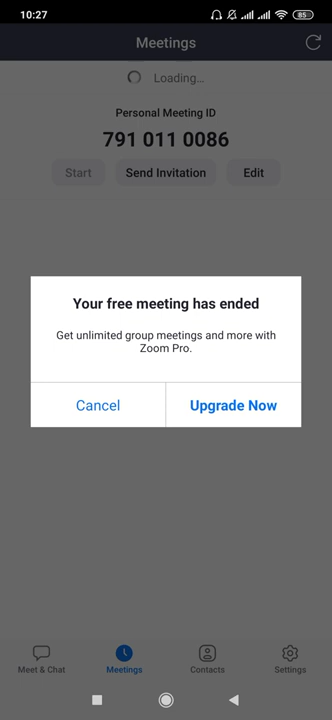 10:27
85
Meetings
Loading...
Personal Meeting ID
791 011 0086
Start
Send Invitation
Edit
Your free meeting has ended
Get unlimited group meetings and more with
Zoom Pro.
Cancel
Upgrade Now
Meet & Chat
Meetings
Contacts
Settings